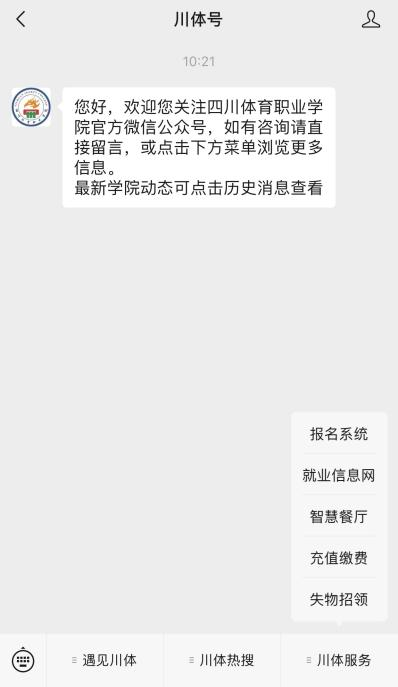 川体号
10:21
您好，欢迎您关注四川体育职业学
院官方微信公众号，如有咨询请直
接留言，或点击下方菜单浏览更多
信息。
最新学院动态可点击历史消息查看
报名系统
就业信息网
智慧餐厅
充值缴费
失物招领
遇见川体
川体热搜
川体服务